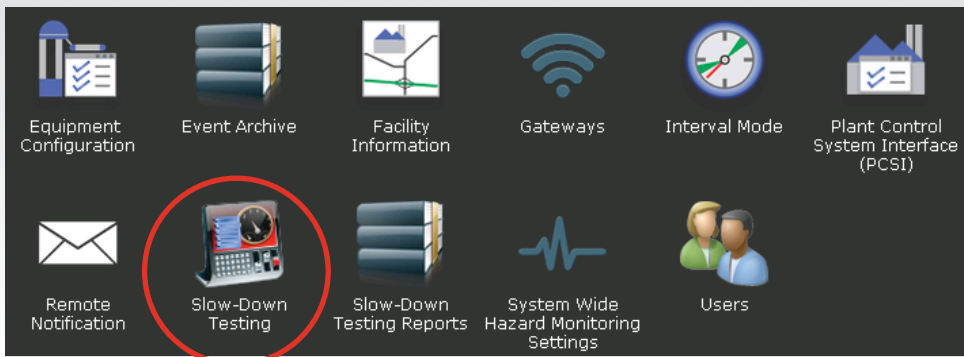 Equipment
Configuration
Event Archive
Facility
Information
Gateways
Interval Mode
Plant Control
System Interface
(PCSI)
Remote
Notification
Slow-Down
Testing
Slow-Down
Testing Reports
System Wide
Hazard Monitoring
Settings
Users